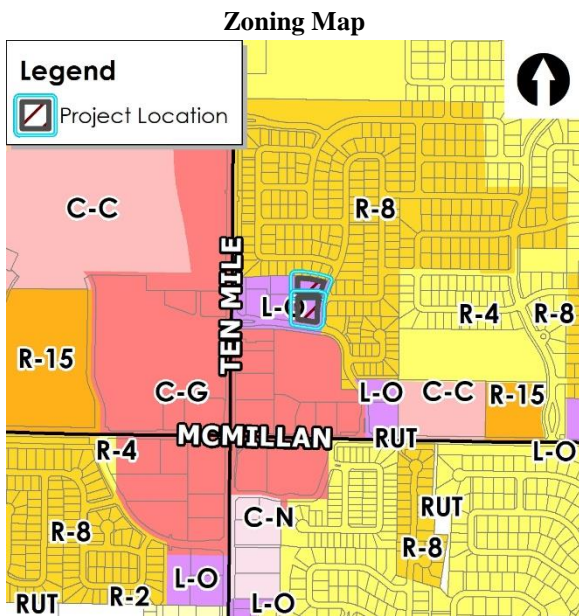 Zoning Map
Legend
Project Location
C-C
R-8
TEN MILE
L-O
R-4
R-8
R-15
C-G
L-O
C-C
R-15
MCMILLAN
RUT
R-4
L-O
C-N
RUT
R-8
R-8
L-O
R-2
RUT
L-O